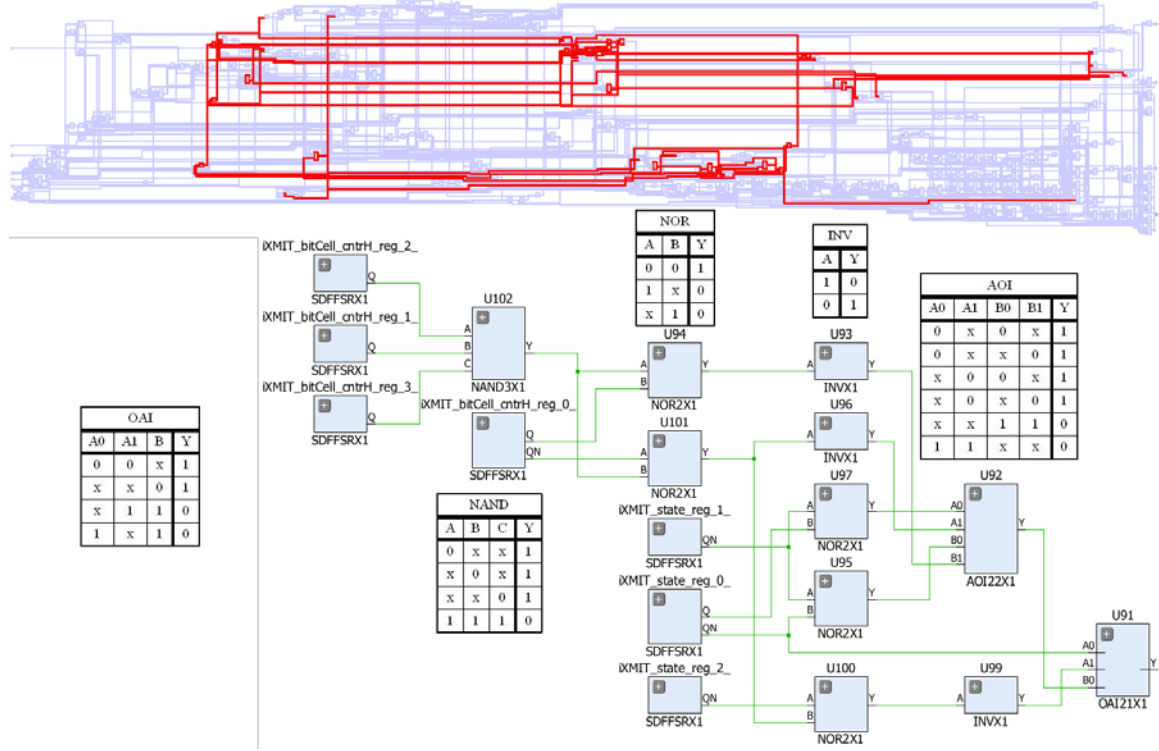 NOR
A B Y
0 0 1
1 x 0
x 1 0
INV
A Y
1 0
0 1
AOI
A0 A1 B0 B1 Y
0 x 0 x 1
0 x x 0 1
x 0 0 x 1
x 0 x 0 1
x x 1 1 0
1 1 x x 0
iXMIT_bitCell_cntrH_reg_2_
Q
SDFFSRX1
iXMIT_bitCell_cntrH_reg_1_
Q
SDFFSRX1
iXMIT_bitCell_cntrH_reg_3_
Q
SDFFSRX1
U102
A
B
C
Y
NAND3X1
iXMIT_bitCell_cntrH_reg_0_
Q
QN
SDFFSRX1
U94
A
B
Y
NOR2X1
U101
A
B
Y
NOR2X1
U93
A
Y
INVX1
U96
A
Y
INVX1
OAI
A0 A1 B Y
0 0 x 1
x x 0 1
x 1 1 0
1 x 1 0
NAND
A B C Y
0 x x 1
x 0 x 1
x x 0 1
1 1 1 0
iXMIT_state_reg_1_
QN
SDFFSRX1
iXMIT_state_reg_0_
Q
QN
SDFFSRX1
iXMIT_state_reg_2_
QN
SDFFSRX1
U97
A
B
Y
NOR2X1
U95
A
B
Y
NOR2X1
U92
A0
A1
B0
B1
Y
AOI22X1
U100
A
B
Y
NOR2X1
U99
A
Y
INVX1
U91
A0
A1
B0
Y
OAI21X1